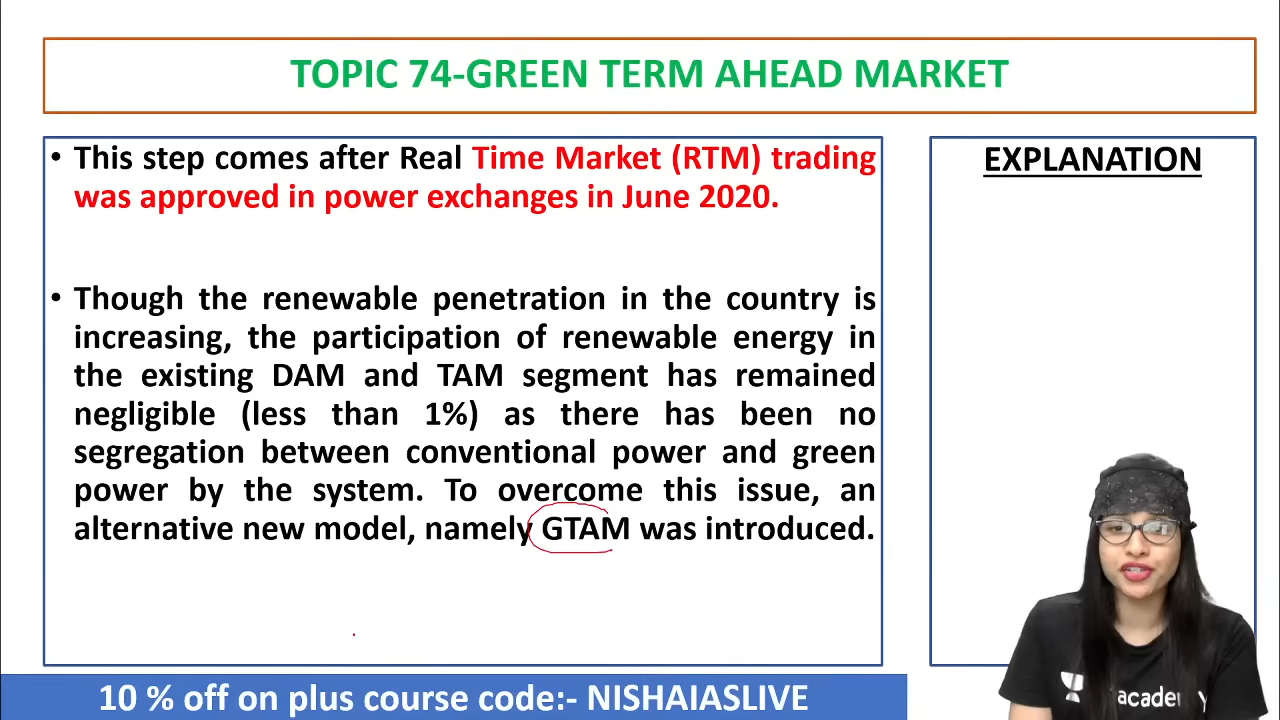 TOPIC 74-GREEN TERM AHEAD MARKET
• This step comes after Real Time Market (RTM) trading
was approved in power exchanges in June 2020.
• Though the renewable penetration in the country is
increasing, the participation of renewable energy in
the existing DAM and TAM segment has remained
negligible (less than 1%) as there has been no
segregation between conventional power and green
power by the system. To overcome this issue, an
alternative new model, namely GTAM was introduced.
EXPLANATION
10 % off on plus course code:- NISHAIASLIVE